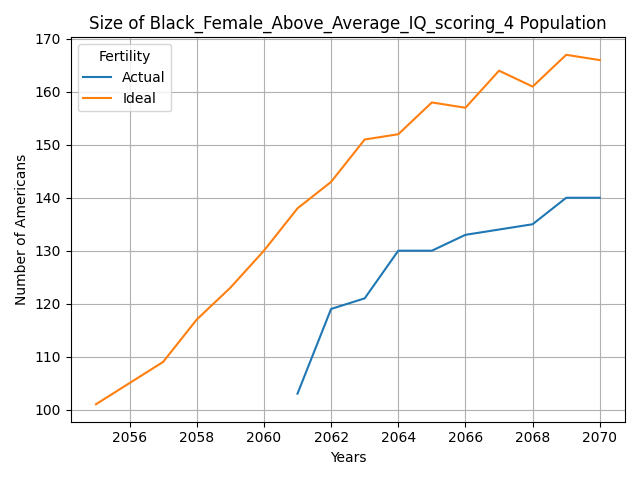 Size of Black_Female_Above_Average_IQ_scoring_4 Population
Fertility
Actual
Ideal
Number of Americans
170
160
150
140
130
120
110
100
2056 2058 2060 2062 2064 2066 2068 2070
Years